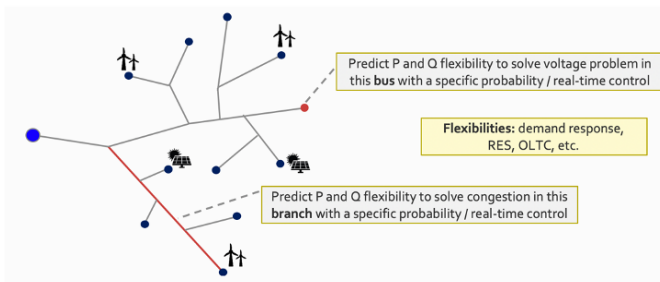 Predict P and Q flexibility to solve voltage problem in
this bus with a specific probability / real-time control
Flexibilities: demand response,
RES, OLTC, etc.
Predict P and Q flexibility to solve congestion in this
branch with a specific probability / real-time control